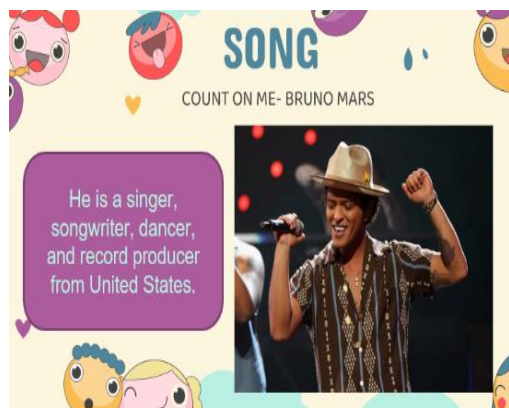 SONG
COUNT ON ME- BRUNO MARS
He is a singer,
songwriter, dancer,
and record producer
from United States.